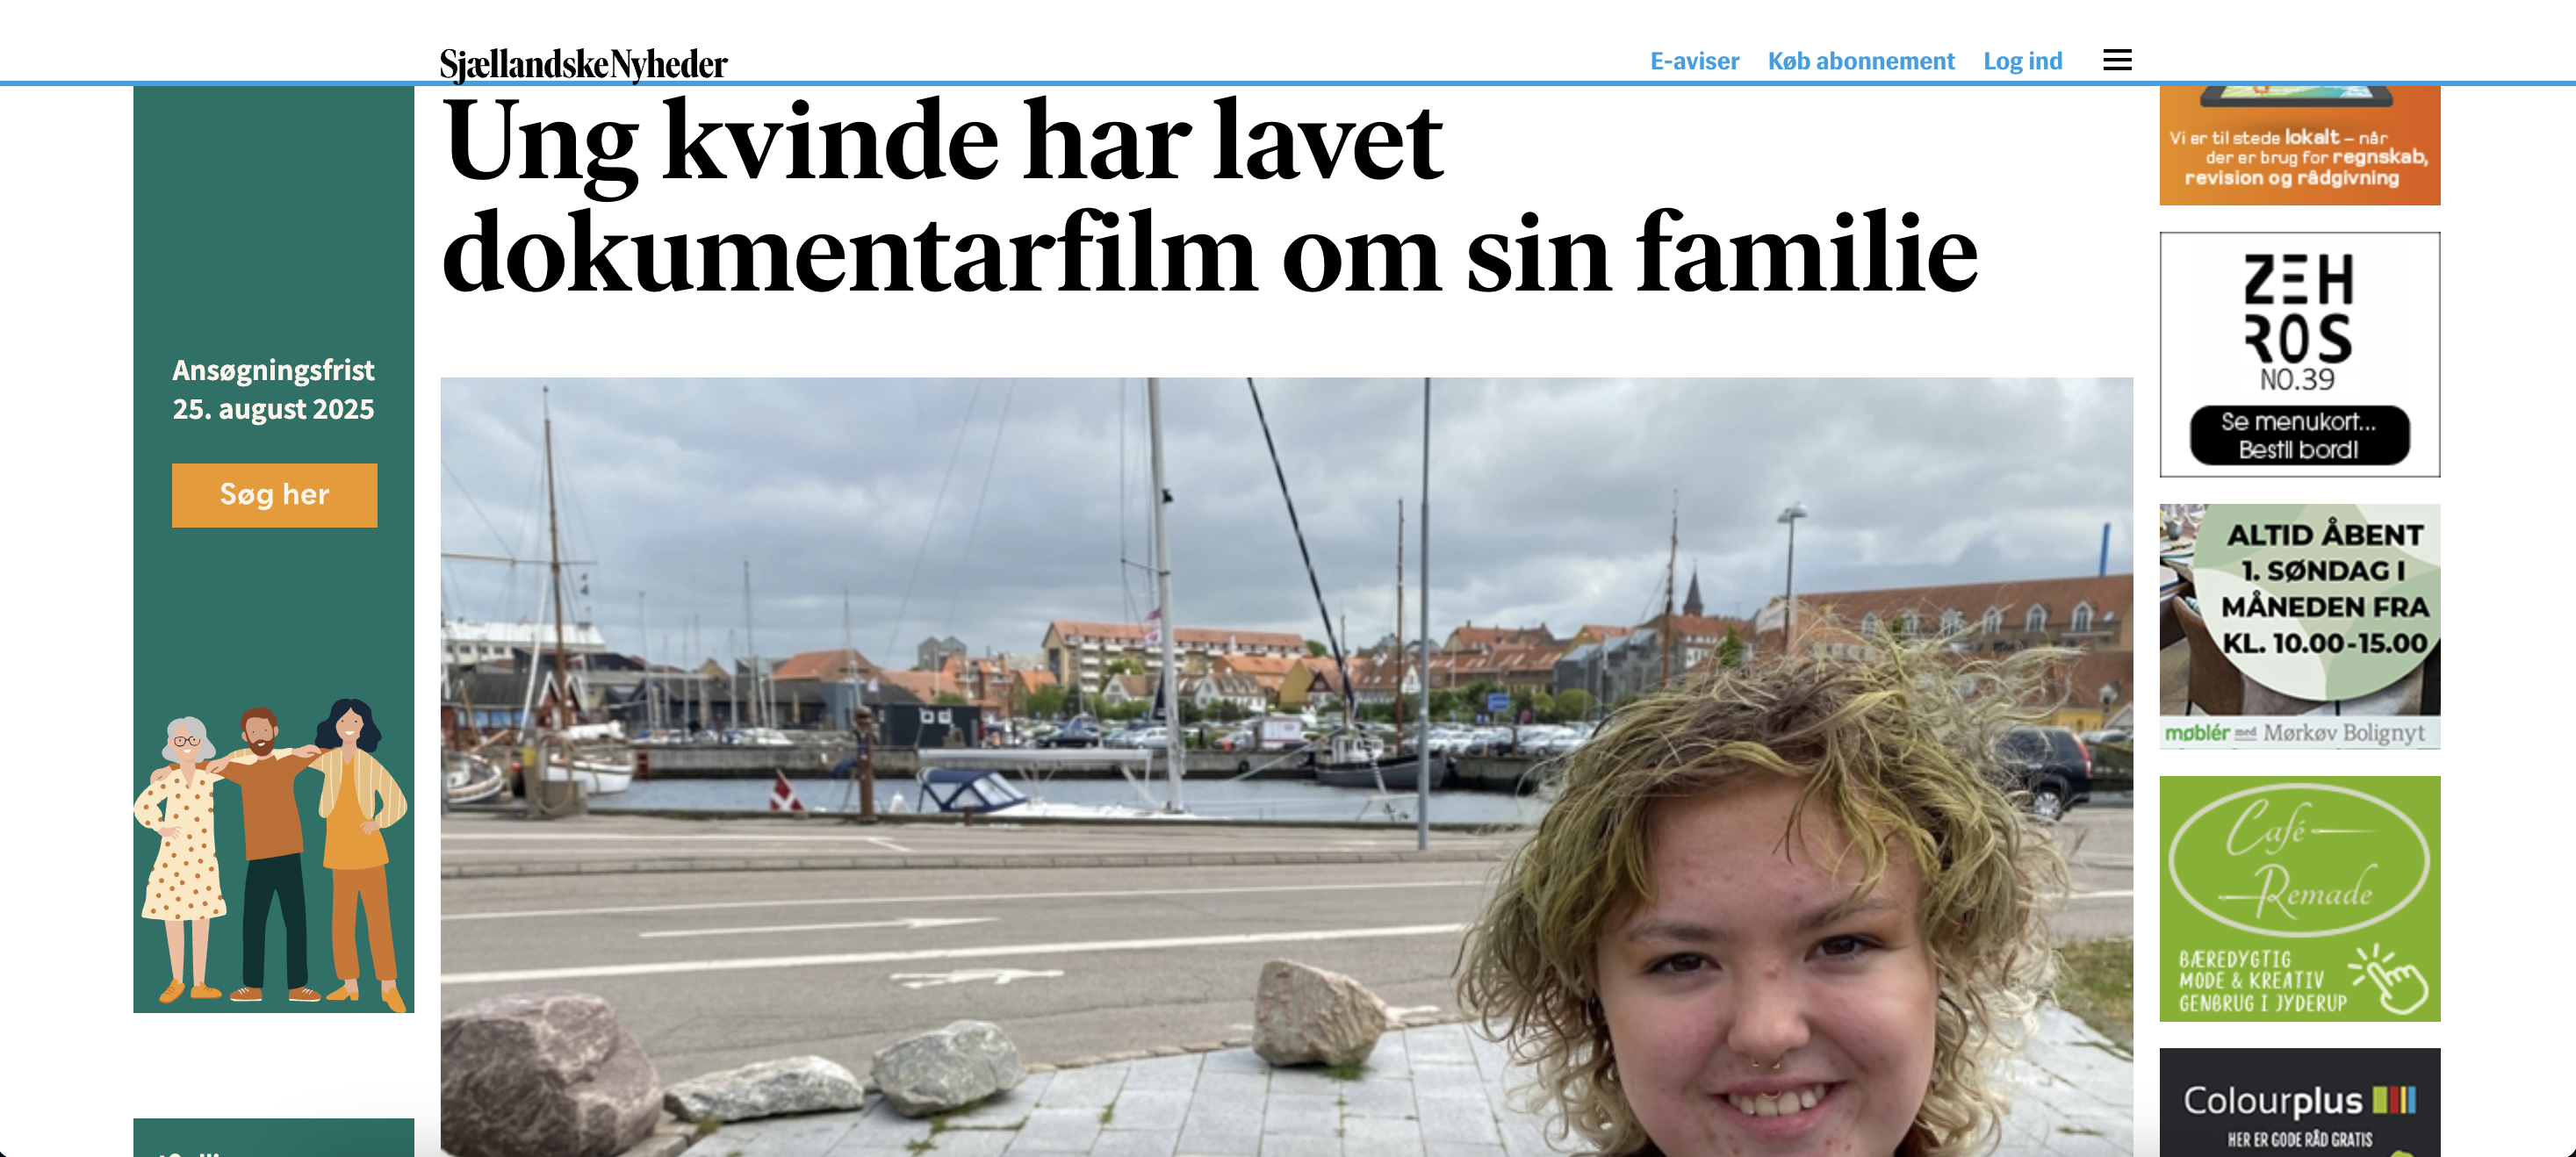 SjællandskeNyheder
E-aviser Køb abonnement Log ind
Ung kvinde har lavet
dokumentarfilm om sin familie
Ansøgningsfrist
25. august 2025
Søg her
Vi er til stede lokalt – når
der er brug for regnskab,
revision og rådgivning
ZEH
ROS
NO.39
Se menukort...
Bestil bord!
ALTID ÅBENT
1. SØNDAG I
MÅNEDEN FRA
KL. 10.00-15.00
møblér med Mørkøv Bolignyt
Café
Remade
BÆREDYGTIG
MODE & KREATIV
GENBRUG I JYDERUP
Colourplus
HER ER GODE RÅD GRATIS